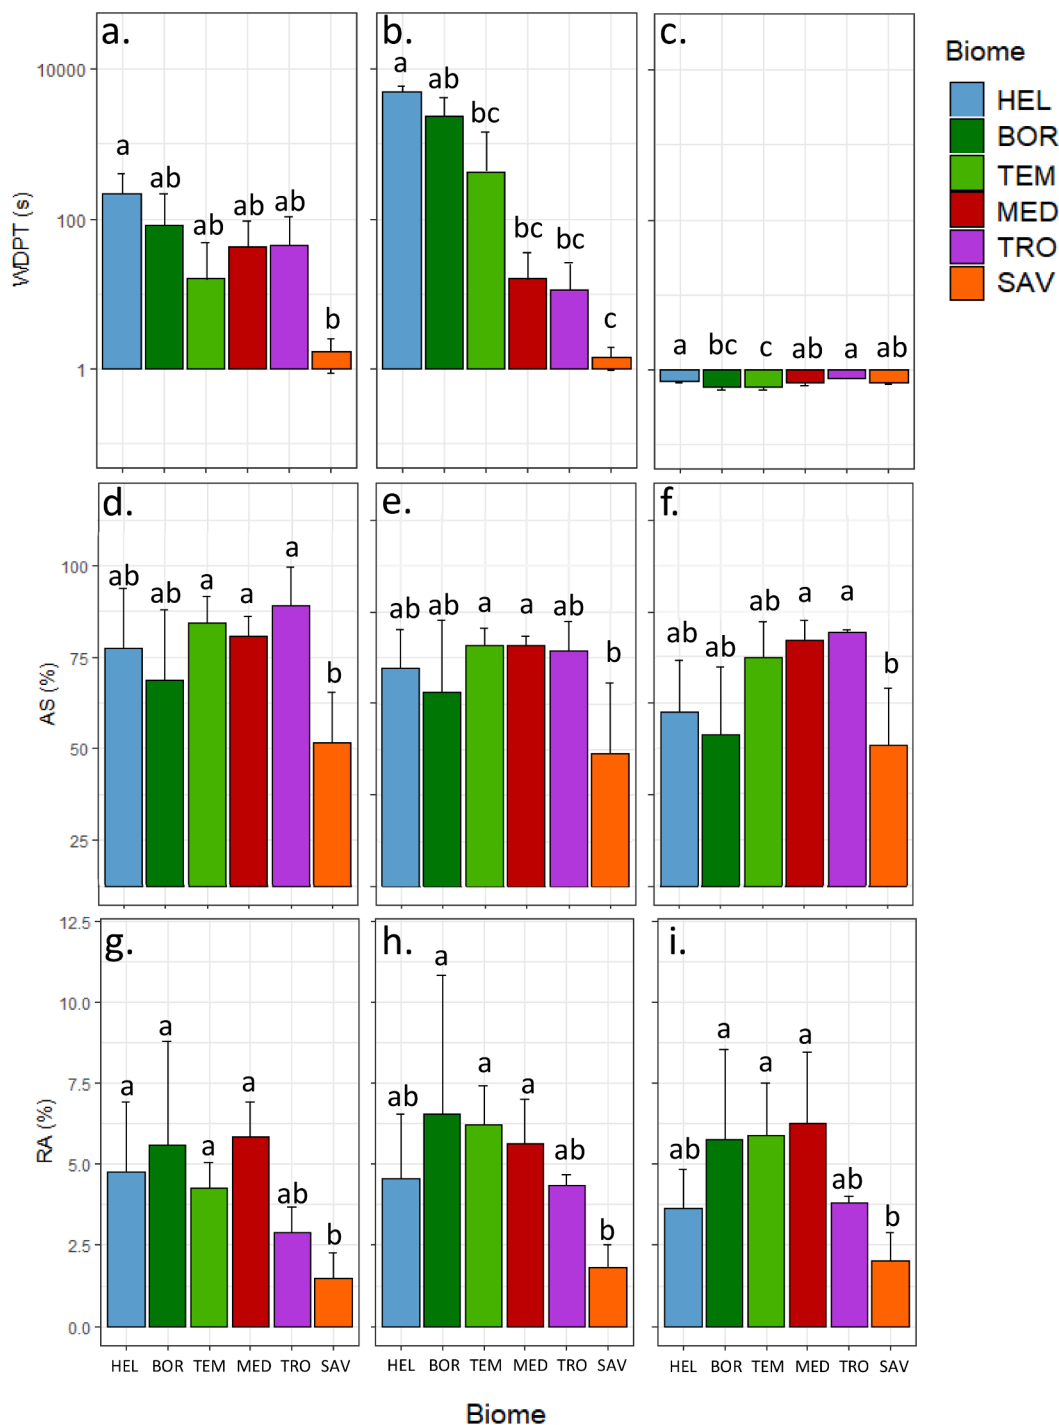 a.
b.
c.
Biome
HEL
BOR
TEM
MED
TRO
SAV
WDPT (s)
10000
100
1
a ab ab ab ab b
a ab bc bc bc c
a bc c ab a ab
d.
e.
f.
AS (%)
100
75
50
25
ab ab a a a b
ab ab a a ab b
ab ab ab a a b
g.
h.
i.
RA (%)
12.5
10.0
7.5
5.0
2.5
0.0
a a a a ab b
ab a a a ab b
ab a a a ab b
HEL BOR TEM MED TRO SAV
HEL BOR TEM MED TRO SAV
HEL BOR TEM MED TRO SAV
Biome